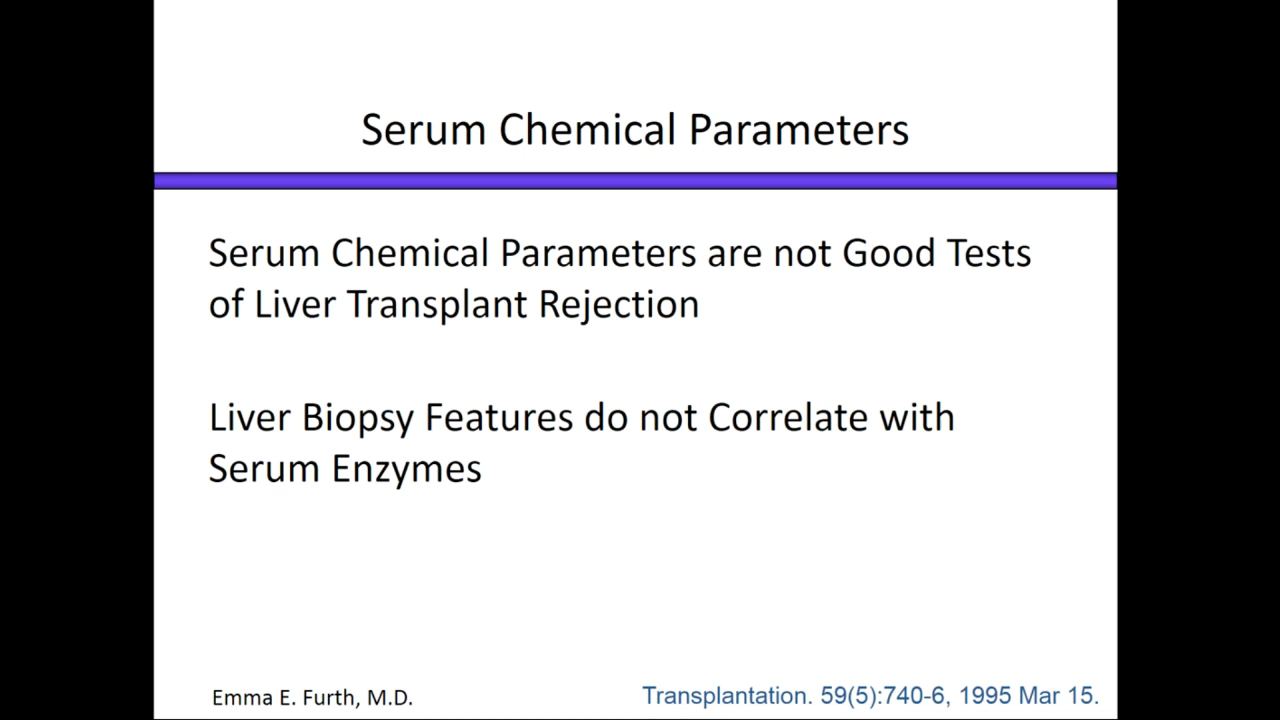 Serum Chemical Parameters
Serum Chemical Parameters are not Good Tests
of Liver Transplant Rejection
Liver Biopsy Features do not Correlate with
Serum Enzymes
Emma E. Furth, M.D.
Transplantation. 59(5):740-6, 1995 Mar 15.